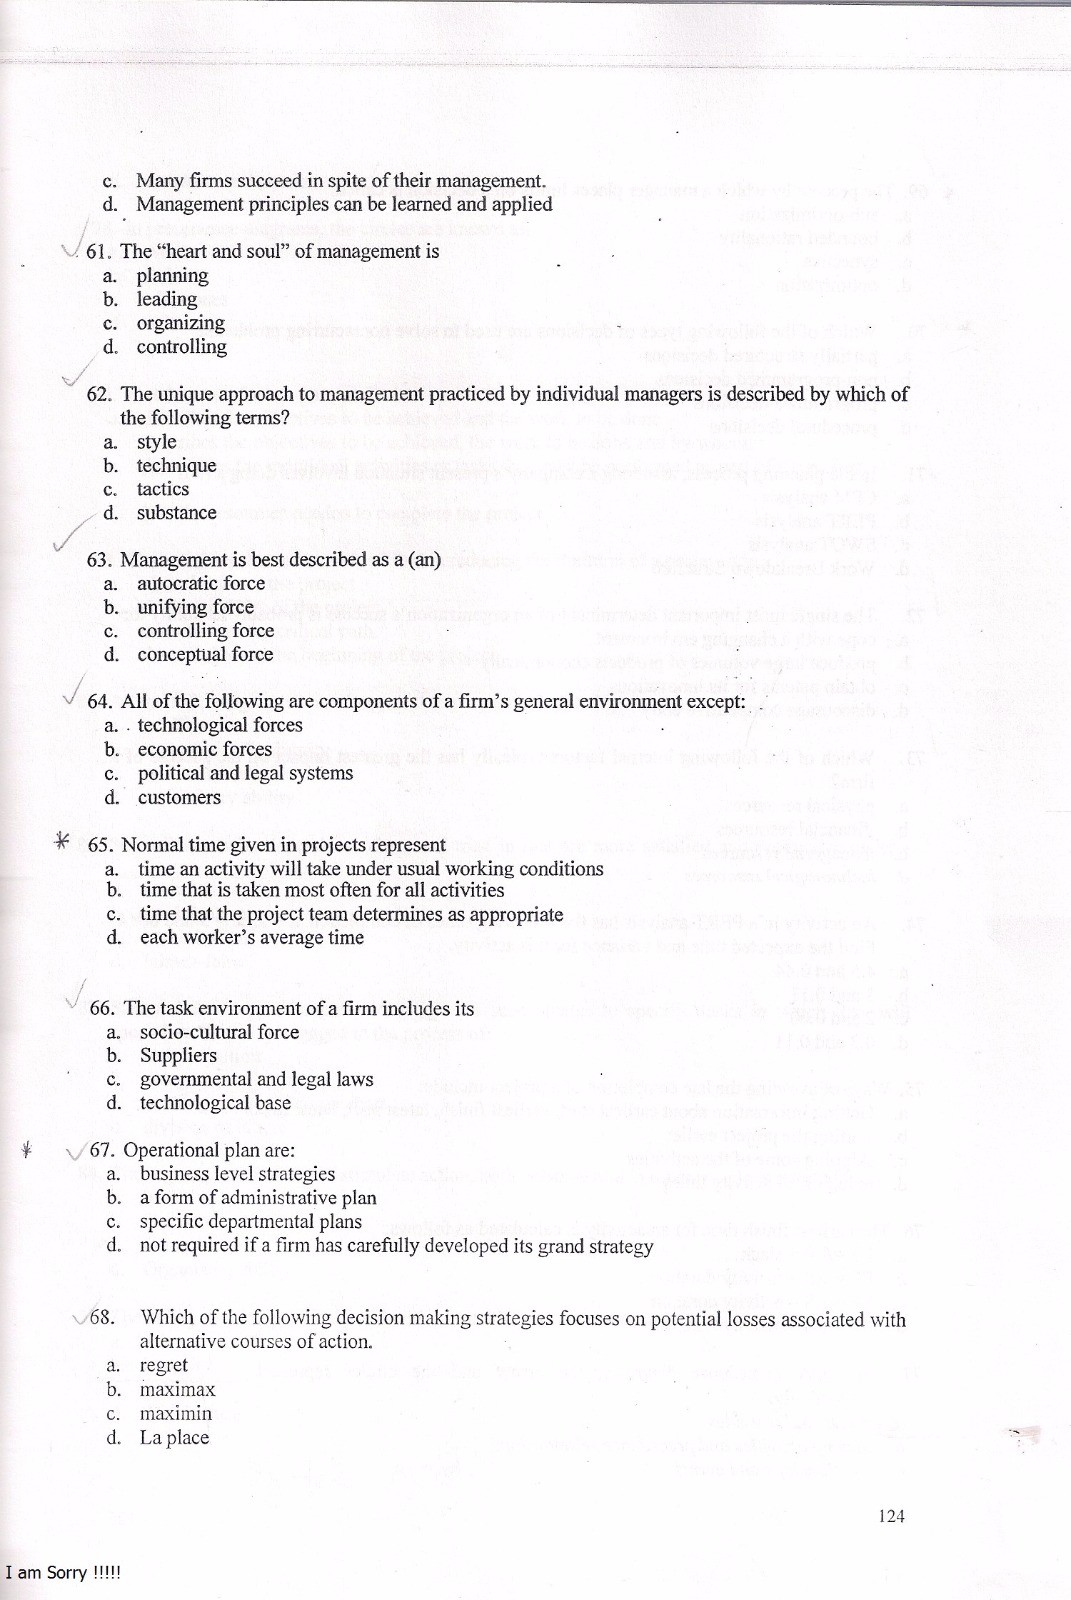 c. Many firms succeed in spite of their management.
d. Management principles can be learned and applied
61. The “heart and soul” of management is
a. planning
b. leading
c. organizing
d. controlling
62. The unique approach to management practiced by individual managers is described by which of
the following terms?
a. style
b. technique
c. tactics
d. substance
63. Management is best described as a (an)
a. autocratic force
b. unifying force
c. controlling force
d. conceptual force
64. All of the following are components of a firm’s general environment except:
a. technological forces
b. economic forces
c. political and legal systems
d. customers
* 65. Normal time given in projects represent
a. time an activity will take under usual working conditions
b. time that is taken most often for all activities
c. time that the project team determines as appropriate
d. each worker’s average time
66. The task environment of a firm includes its
a. socio-cultural force
b. Suppliers
c. governmental and legal laws
d. technological base
* 67. Operational plan are:
a. business level strategies
b. a form of administrative plan
c. specific departmental plans
d. not required if a firm has carefully developed its grand strategy
68. Which of the following decision making strategies focuses on potential losses associated with
alternative courses of action.
a. regret
b. maximax
c. maximin
d. La place
124
I am Sorry !!!!!